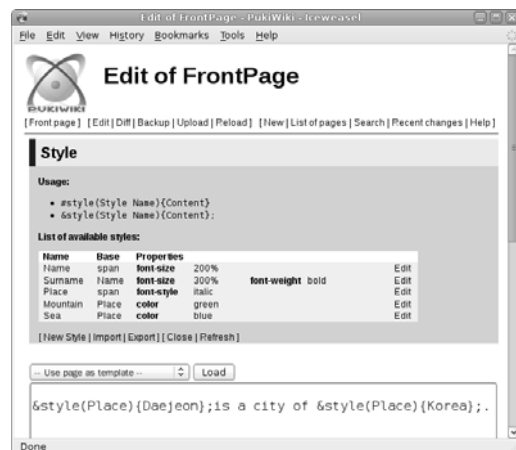 Edit of FrontPage - PukiWiki - Iceweasel
File Edit View History Bookmarks Tools Help
PUKIWIKI
Edit of FrontPage
[ Front page ] [ Edit | Diff | Backup | Upload | Reload ] [ New | List of pages | Search | Recent changes | Help ]
Style
Usage:
• #style(Style Name){Content}
• &style(Style Name){Content};
List of available styles:
Name Base Properties
Name span font-size 200% Edit
Surname Name font-size 300% font-weight bold Edit
Place span font-style italic Edit
Mountain Place color green Edit
Sea Place color blue Edit
[ New Style | Import | Export ] [ Close | Refresh ]
-- Use page as template -- Load
&style(Place){Daejeom};is a city of &style(Place){Korea};.
Done